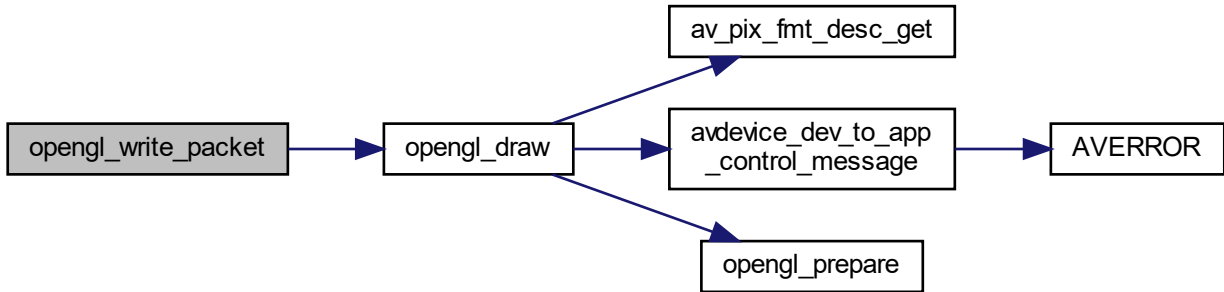 av_pix_fmt_desc_get
opengl_write_packet
opengl_draw
avdevice_dev_to_app
_control_message
AVERROR
opengl_prepare